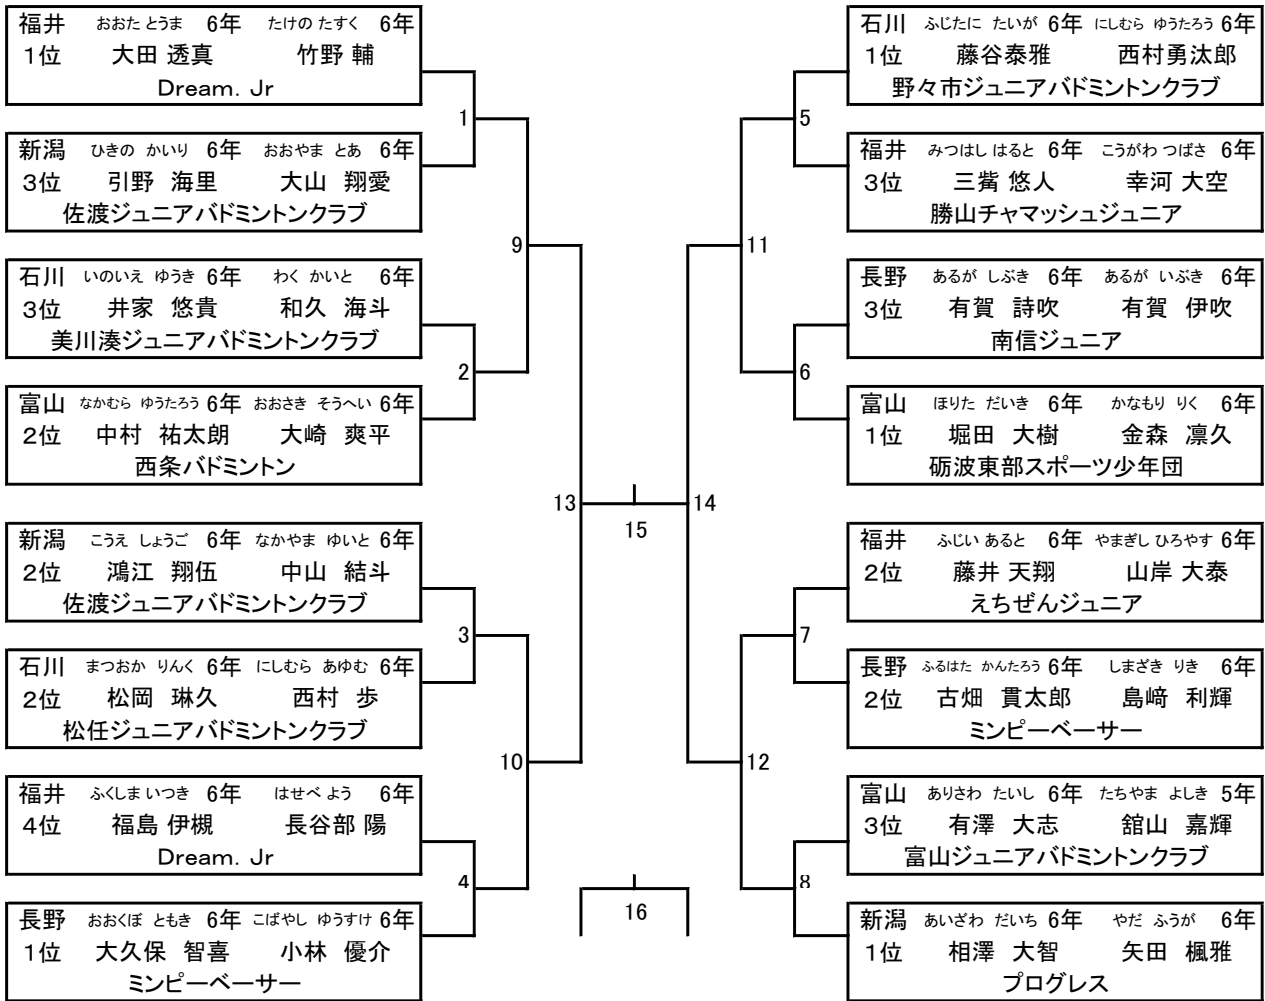 福井 おおた とうま 6年 たけの たすく 6年
1位 大田 透真 竹野 輔
Dream. Jr
新潟 ひきの かいり 6年 おおやま とあ 6年
3位 引野 海里 大山 翔愛
佐渡ジュニアバドミントンクラブ
石川 いのいえ ゆうき 6年 わく かいと 6年
3位 井家 悠貴 和久 海斗
美川湊ジュニアバドミントンクラブ
富山 なかむら ゆうたろう 6年 おおさき そうへい 6年
2位 中村 祐太朗 大崎 爽平
西条バドミントン
新潟 こうえ しょうご 6年 なかやま ゆいと 6年
2位 鴻江 翔伍 中山 結斗
佐渡ジュニアバドミントンクラブ
石川 まつおか りんく 6年 にしむら あゆむ 6年
2位 松岡 琳久 西村 歩
松任ジュニアバドミントンクラブ
福井 ふくしま いつき 6年 はせべ よう 6年
4位 福島 伊槻 長谷部 陽
Dream. Jr
長野 おおくぼ ともき 6年 こばやし ゆうすけ 6年
1位 大久保 智喜 小林 優介
ミンピーベーサー
1
2
3
4
9
10
13
15
16
14
11
12
5
6
7
8
石川 ふじたに たいが 6年 にしむら ゆうたろう 6年
1位 藤谷泰雅 西村勇汰郎
野々市ジュニアバドミントンクラブ
福井 みつはし はると 6年 こうがわ つばさ 6年
3位 三觜 悠人 幸河 大空
勝山チャマッシュジュニア
長野 あるが しぶき 6年 あるが いぶき 6年
3位 有賀 詩吹 有賀 伊吹
南信ジュニア
富山 ほりた だいき 6年 かなもり りく 6年
1位 堀田 大樹 金森 凛久
砺波東部スポーツ少年団
福井 ふじい あると 6年 やまぎし ひろやす 6年
2位 藤井 天翔 山岸 大泰
えちぜんジュニア
長野 ふるはた かんたろう 6年 しまざき りき 6年
2位 古畑 貫太郎 島﨑 利輝
ミンピーベーサー
富山 ありさわ たいし 6年 たちやま よしき 5年
3位 有澤 大志 舘山 嘉輝
富山ジュニアバドミントンクラブ
新潟 あいざわ だいち 6年 やだ ふうが 6年
1位 相澤 大智 矢田 楓雅
プログレス